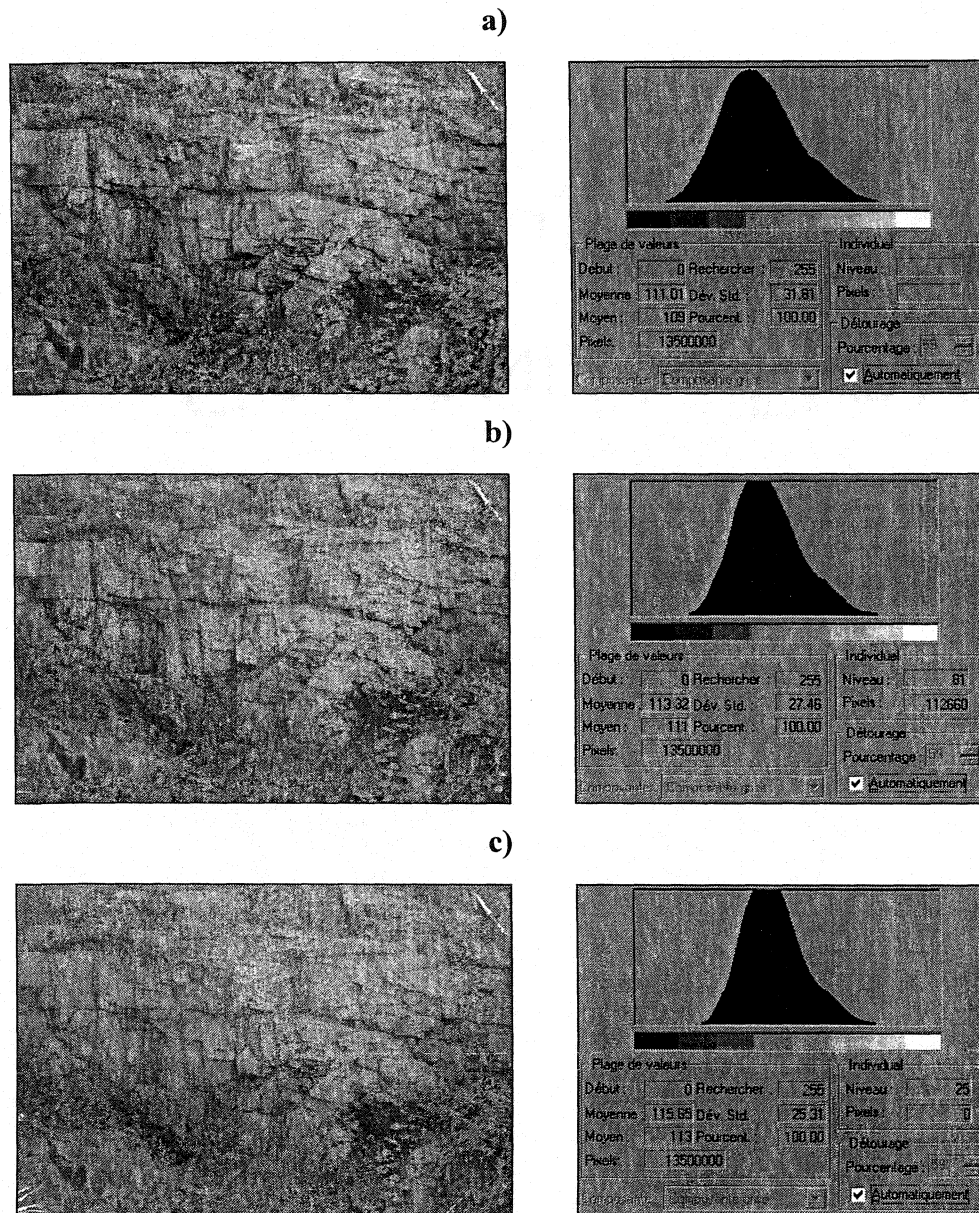 a)
Plage de valeurs
Début : 0 Rechercher : 255
Moyenne 111.01 Dév. Std. : 31.81
Moyen : 109 Pourcent. : 100.00
Pixels : 13500000
Individuel
Niveau :
Pixels :
Détourage
Pourcentage :
Automatiquement
b)
Plage de valeurs
Début : 0 Rechercher : 255
Moyenne 113.32 Dév. Std. : 27.46
Moyen : 111 Pourcent. : 100.00
Pixels : 13500000
Individuel
Niveau : 81
Pixels : 112660
Détourage
Pourcentage :
Automatiquement
c)
Plage de valeurs
Début : 0 Rechercher 255
Moyenne 115.65 Dév. Std. : 25.31
Moyen : 113 Pourcent. : 100.00
Pixels : 13500000
Individuel
Niveau : 25
Pixels : 0
Détourage
Pourcentage :
Automatiquement